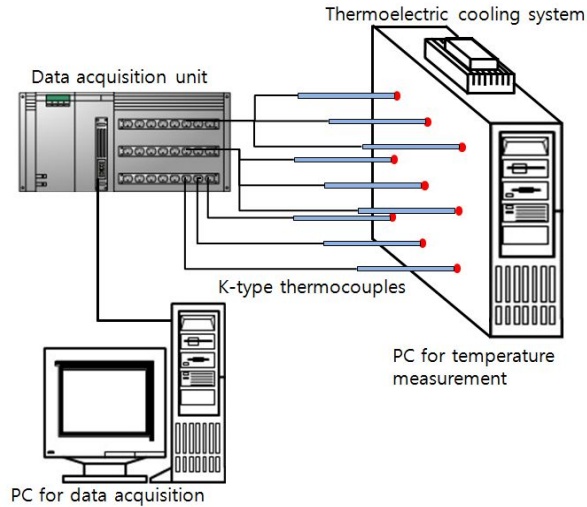 Thermoelectric cooling system
Data acquisition unit
K-type thermocouples
PC for temperature
measurement
PC for data acquisition